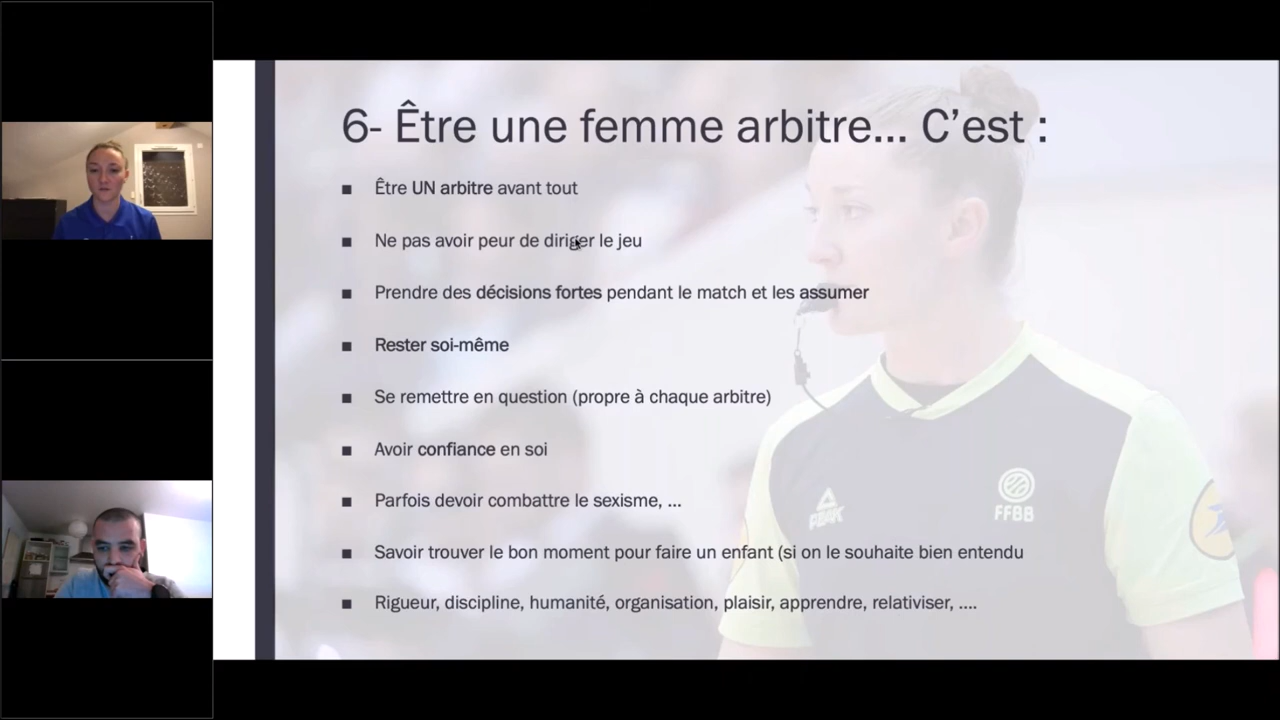 6- Être une femme arbitre... C'est :
■ Être UN arbitre avant tout
■ Ne pas avoir peur de diriger le jeu
■ Prendre des décisions fortes pendant le match et les assumer
■ Rester soi-même
■ Se remettre en question (propre à chaque arbitre)
■ Avoir confiance en soi
■ Parfois devoir combattre le sexisme, ...
■ Savoir trouver le bon moment pour faire un enfant (si on le souhaite bien entendu
■ Rigueur, discipline, humanité, organisation, plaisir, apprendre, relativiser, ....
PEAK
FFBB